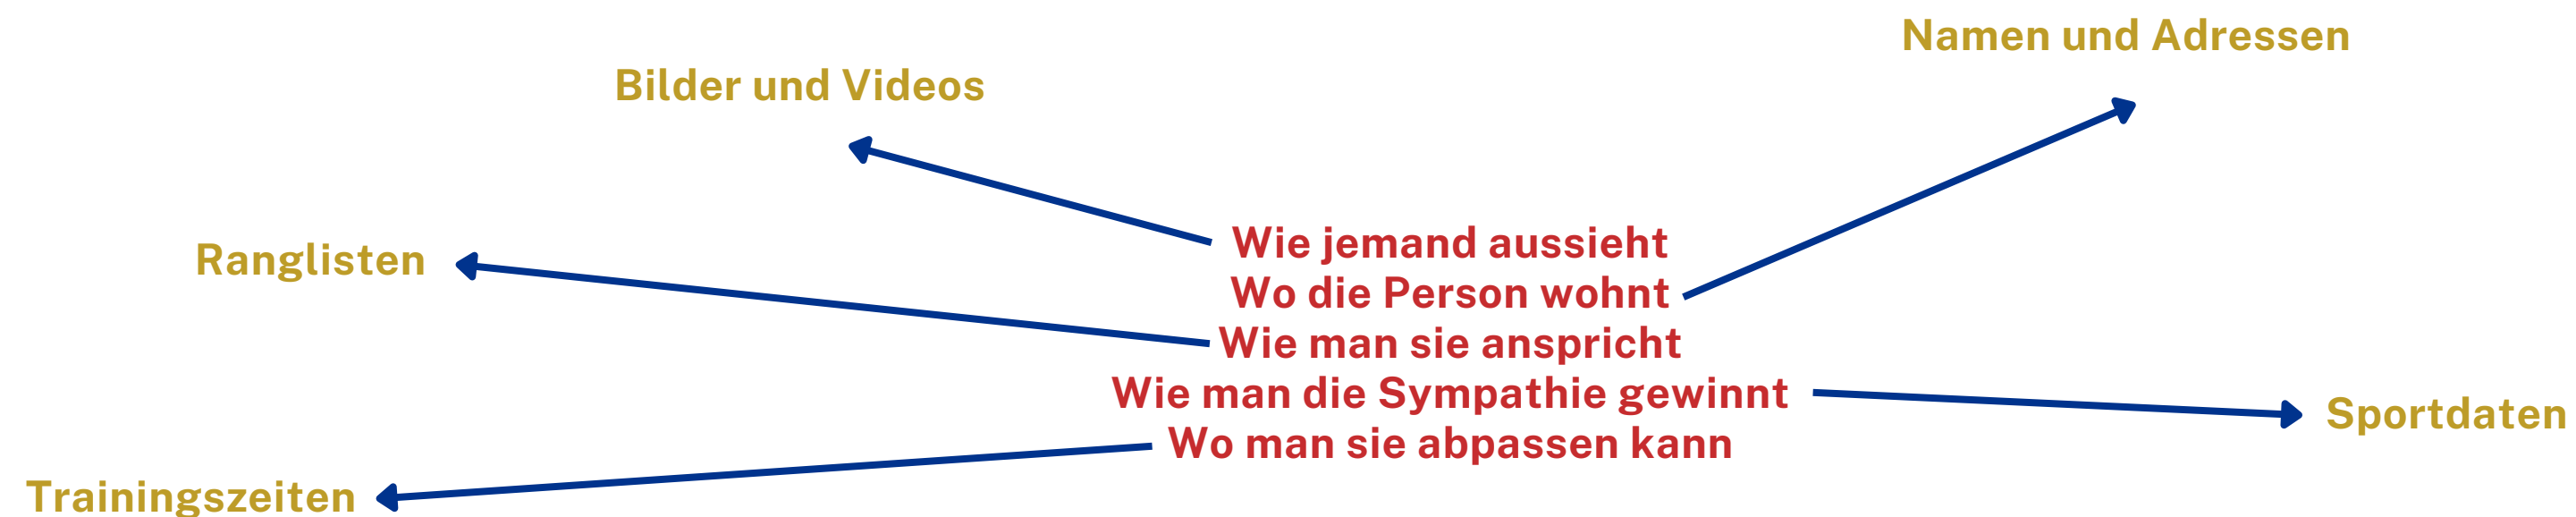 Namen und Adressen
Bilder und Videos
Wie jemand aussieht
Ranglisten
Wo die Person wohnt
Wie man sie anspricht
Wie man die Sympathie gewinnt
Sportdaten
Wo man sie abpassen kann
Trainingszeiten